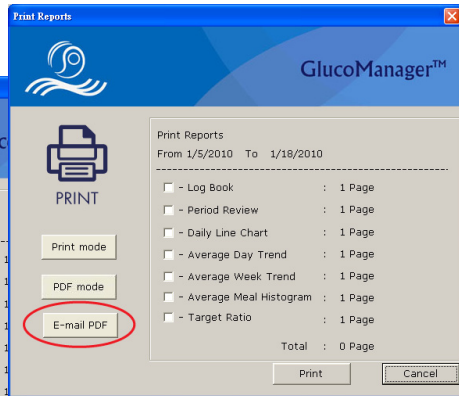 Print Reports
GlucoManager™
PRINT
Print mode
PDF mode
E-mail PDF
Print Reports
From 1/5/2010 To 1/18/2010
- Log Book : 1 Page
- Period Review : 1 Page
- Daily Line Chart : 1 Page
- Average Day Trend : 1 Page
- Average Week Trend : 1 Page
- Average Meal Histogram : 1 Page
- Target Ratio : 1 Page
Total : 0 Page
Print
Cancel